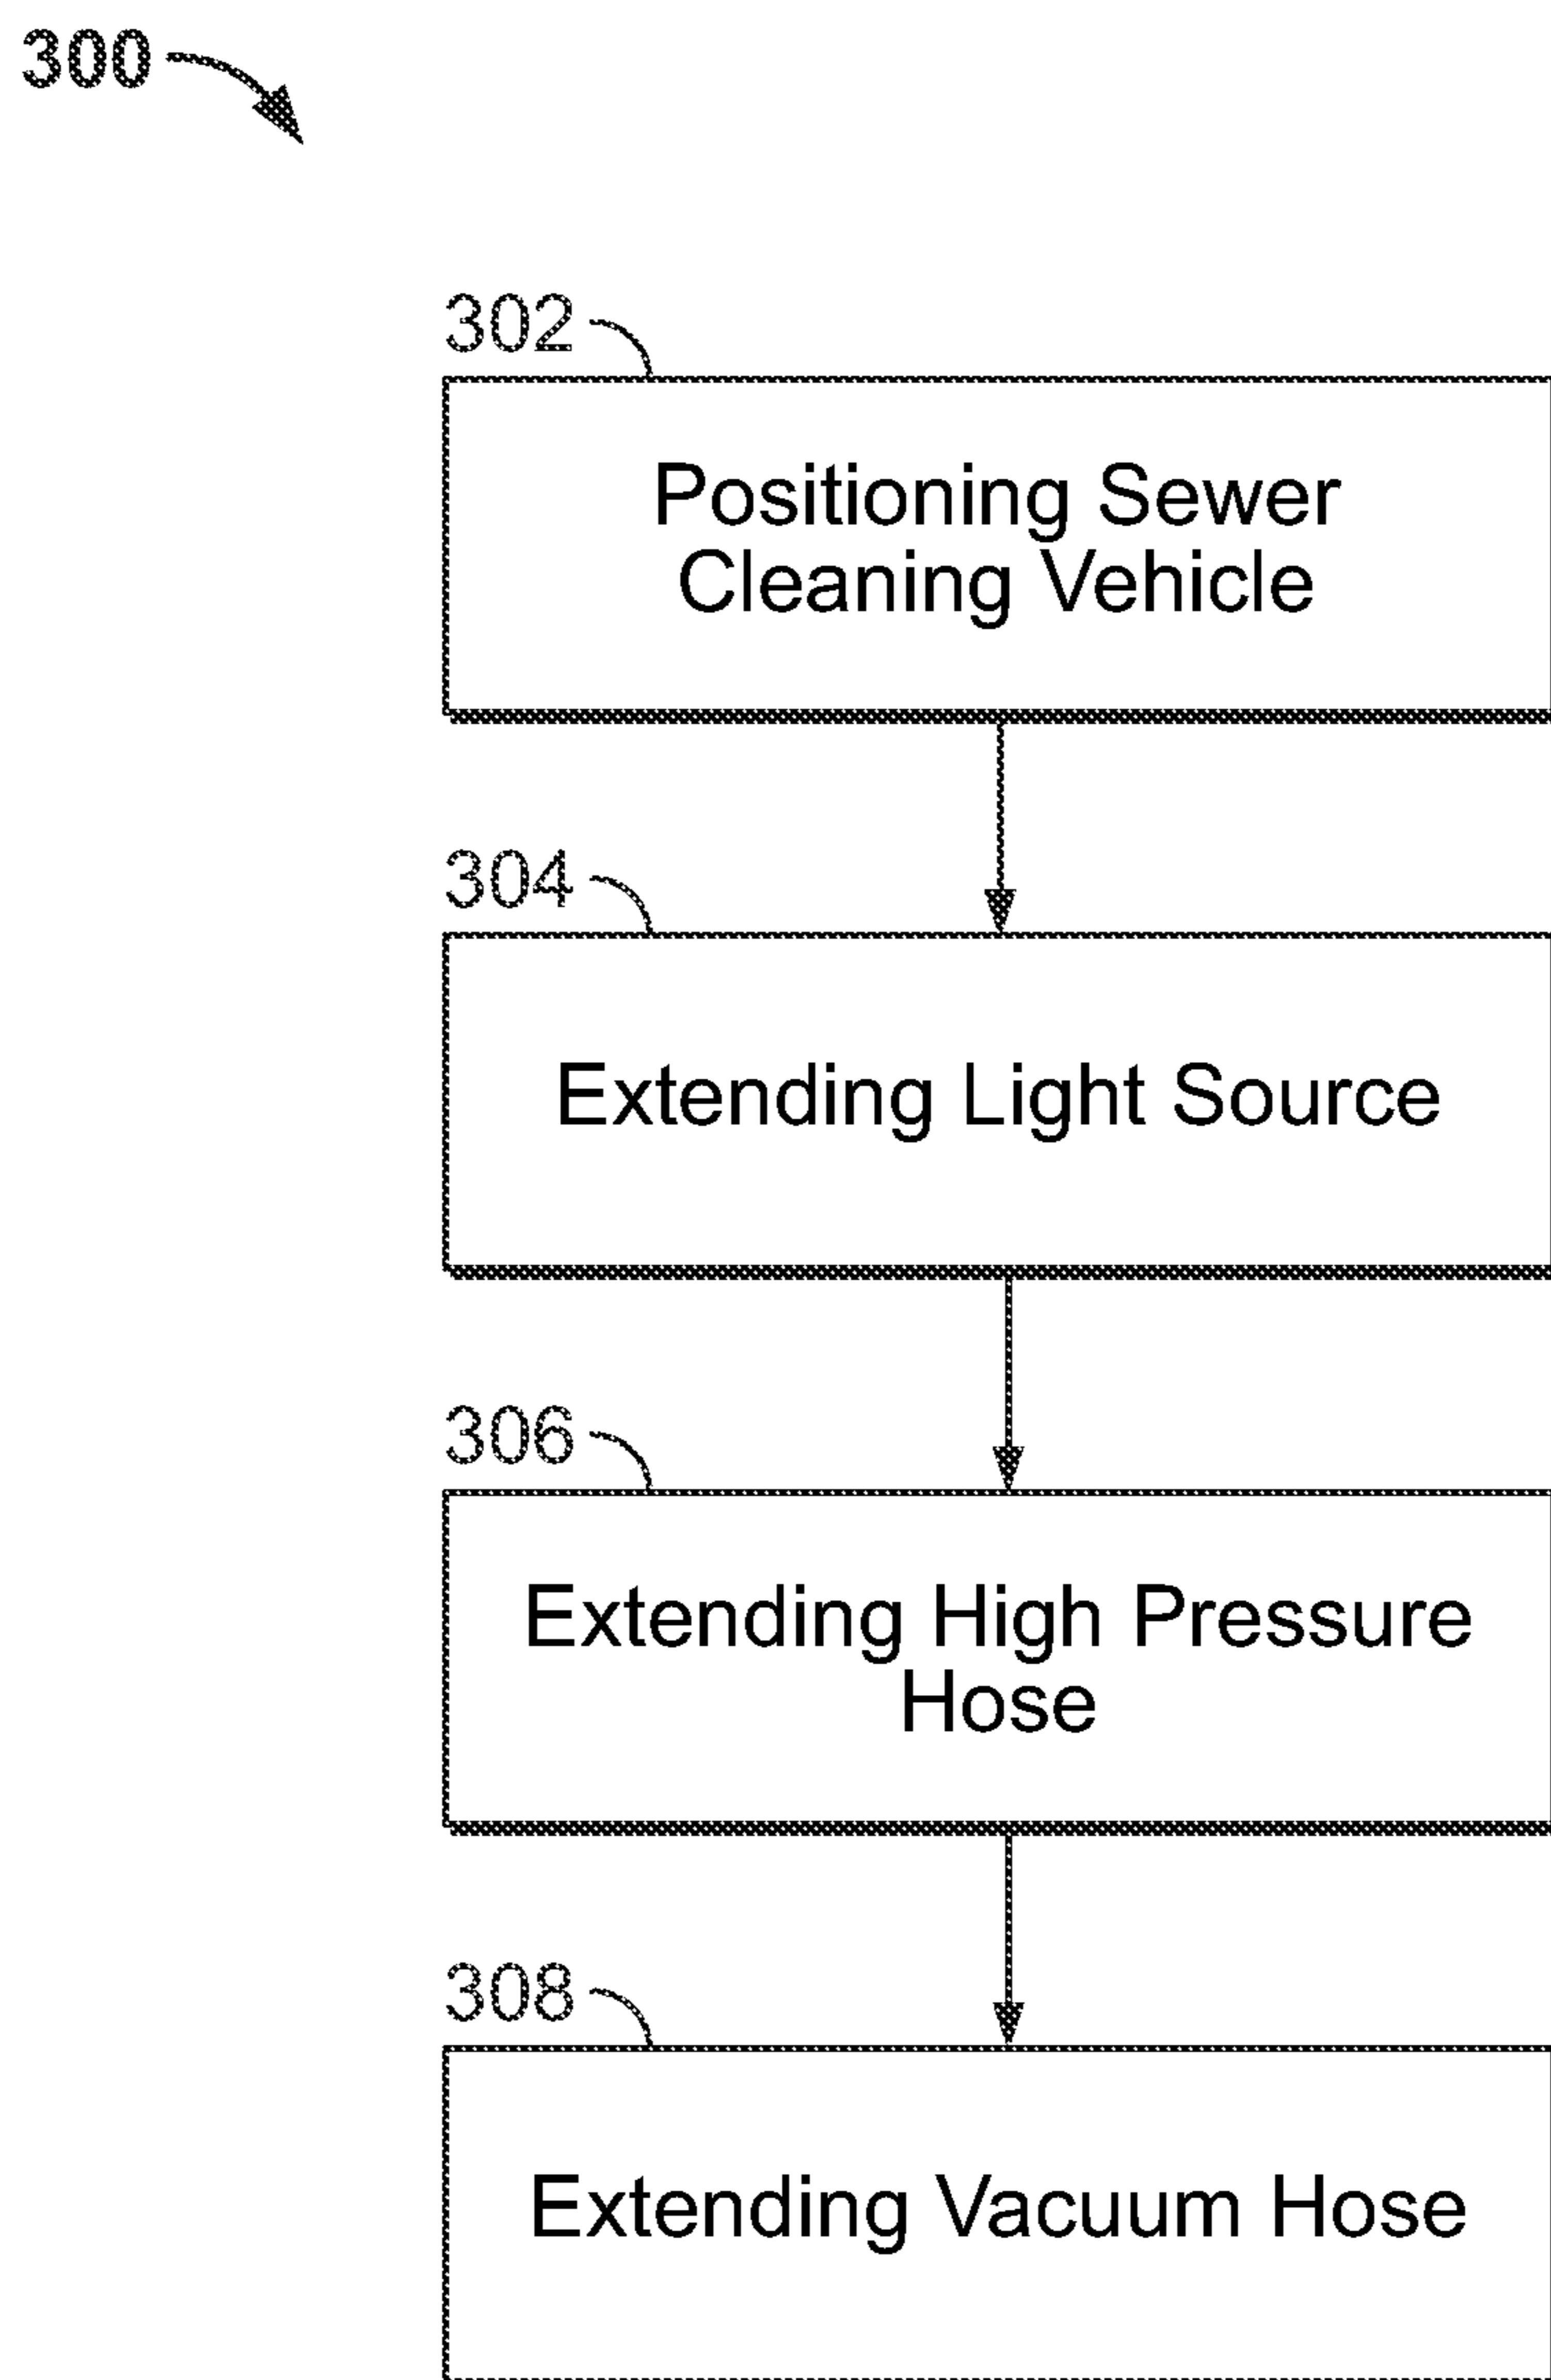 300
302
Positioning Sewer
Cleaning Vehicle
304
Extending Light Source
306
Extending High Pressure
Hose
308
Extending Vacuum Hose